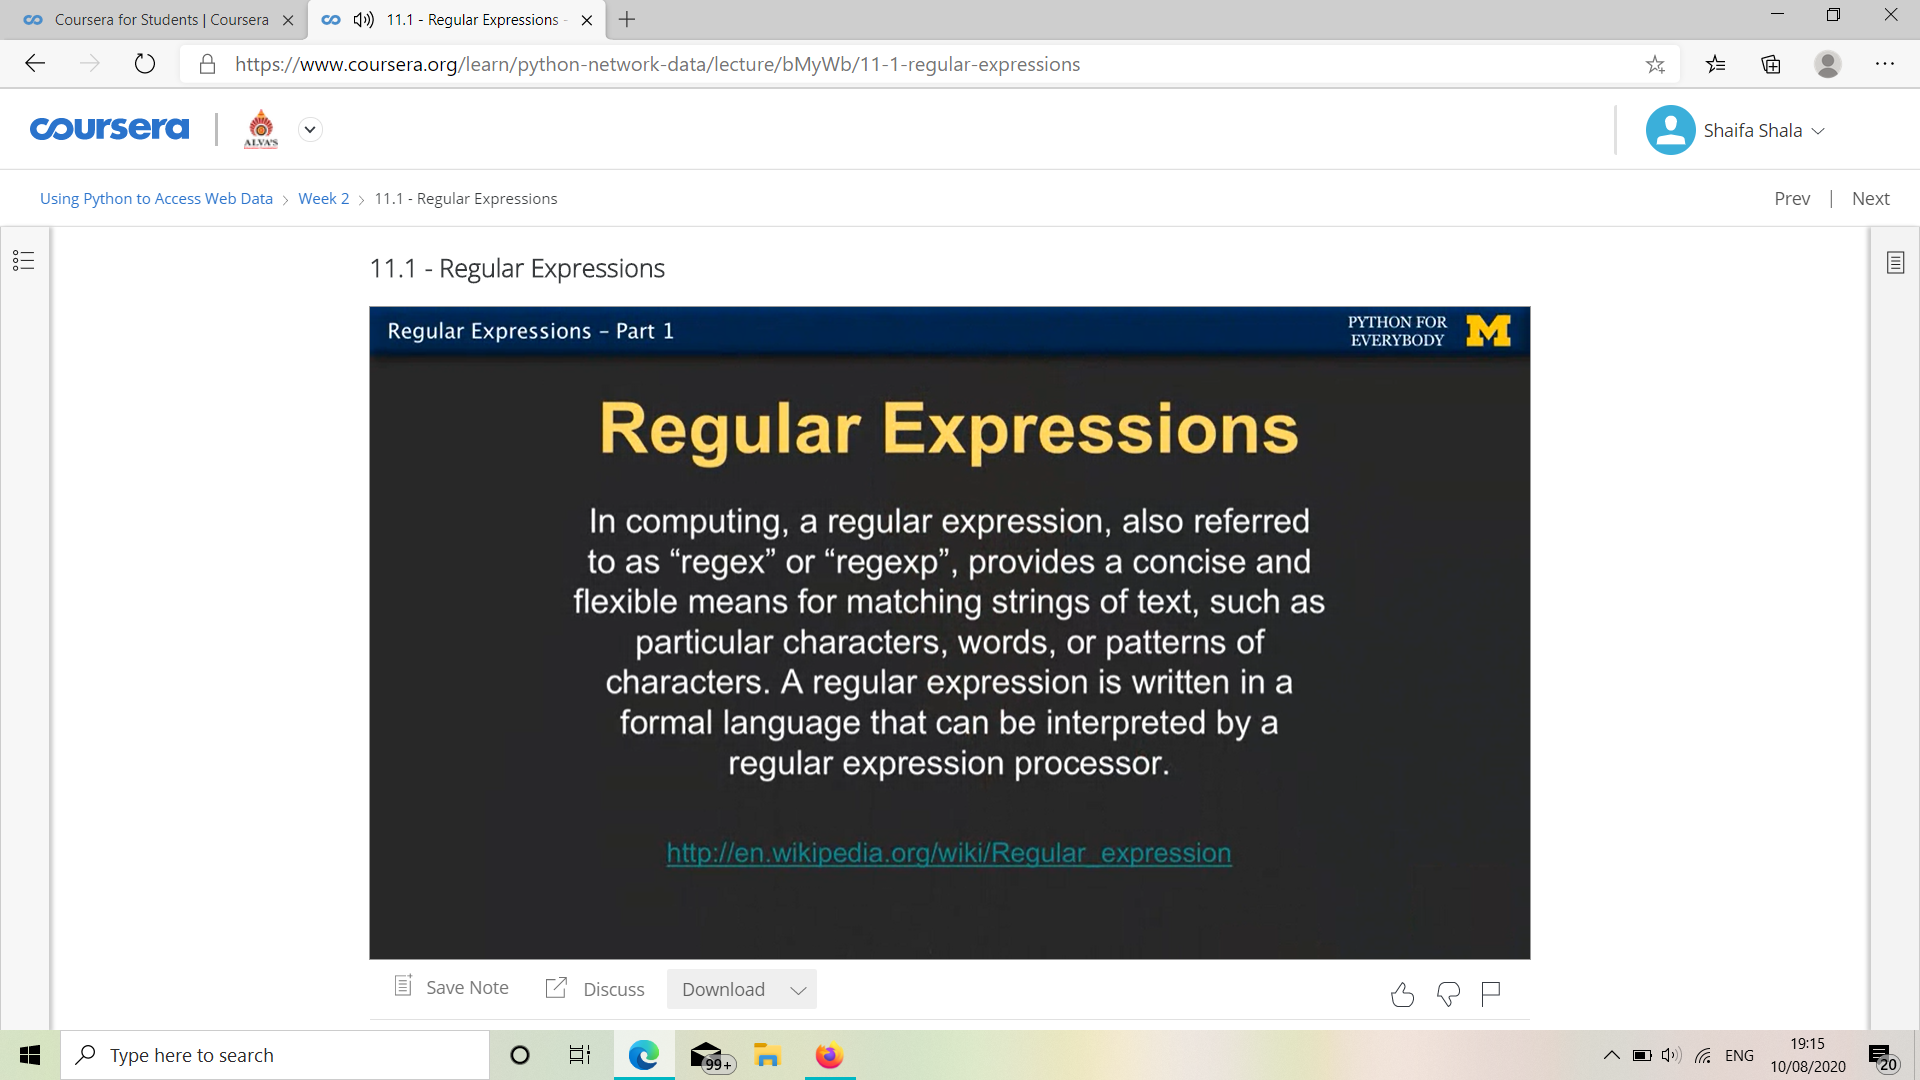 Coursera for Students | Coursera
11.1 - Regular Expressions -
https://www.coursera.org/learn/python-network-data/lecture/bMyWb/11-1-regular-expressions
coursera
ALVA'S
Shaifa Shala
Using Python to Access Web Data > Week 2 > 11.1 - Regular Expressions
Prev | Next
11.1 - Regular Expressions
Regular Expressions – Part 1
PYTHON FOR
EVERYBODY
M
Regular Expressions
In computing, a regular expression, also referred
to as “regex” or “regexp”, provides a concise and
flexible means for matching strings of text, such as
particular characters, words, or patterns of
characters. A regular expression is written in a
formal language that can be interpreted by a
regular expression processor.
http://en.wikipedia.org/wiki/Regular_expression
Save Note
Discuss
Download
Type here to search
99+
ENG
19:15
10/08/2020
20